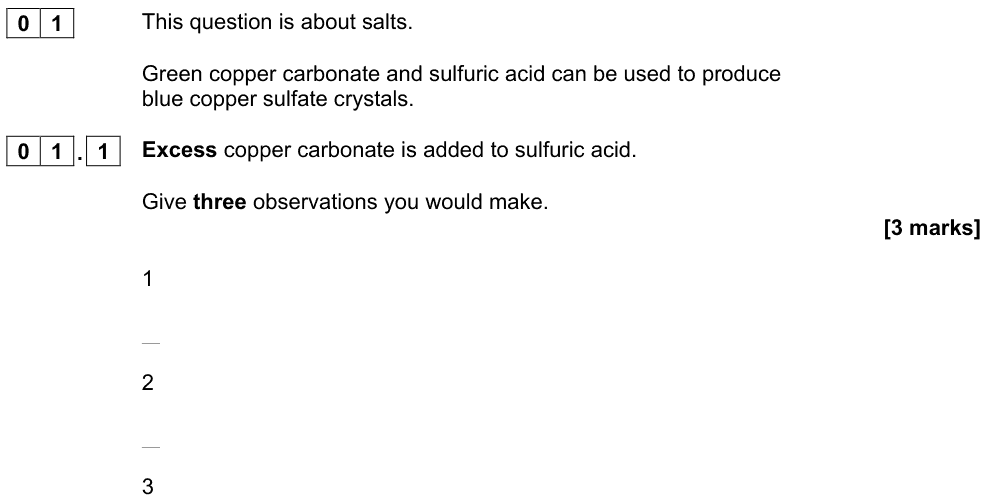 0 1 This question is about salts.
Green copper carbonate and sulfuric acid can be used to produce
blue copper sulfate crystals.
0 1 . 1 Excess copper carbonate is added to sulfuric acid.
Give three observations you would make.
[3 marks]
1
2
3